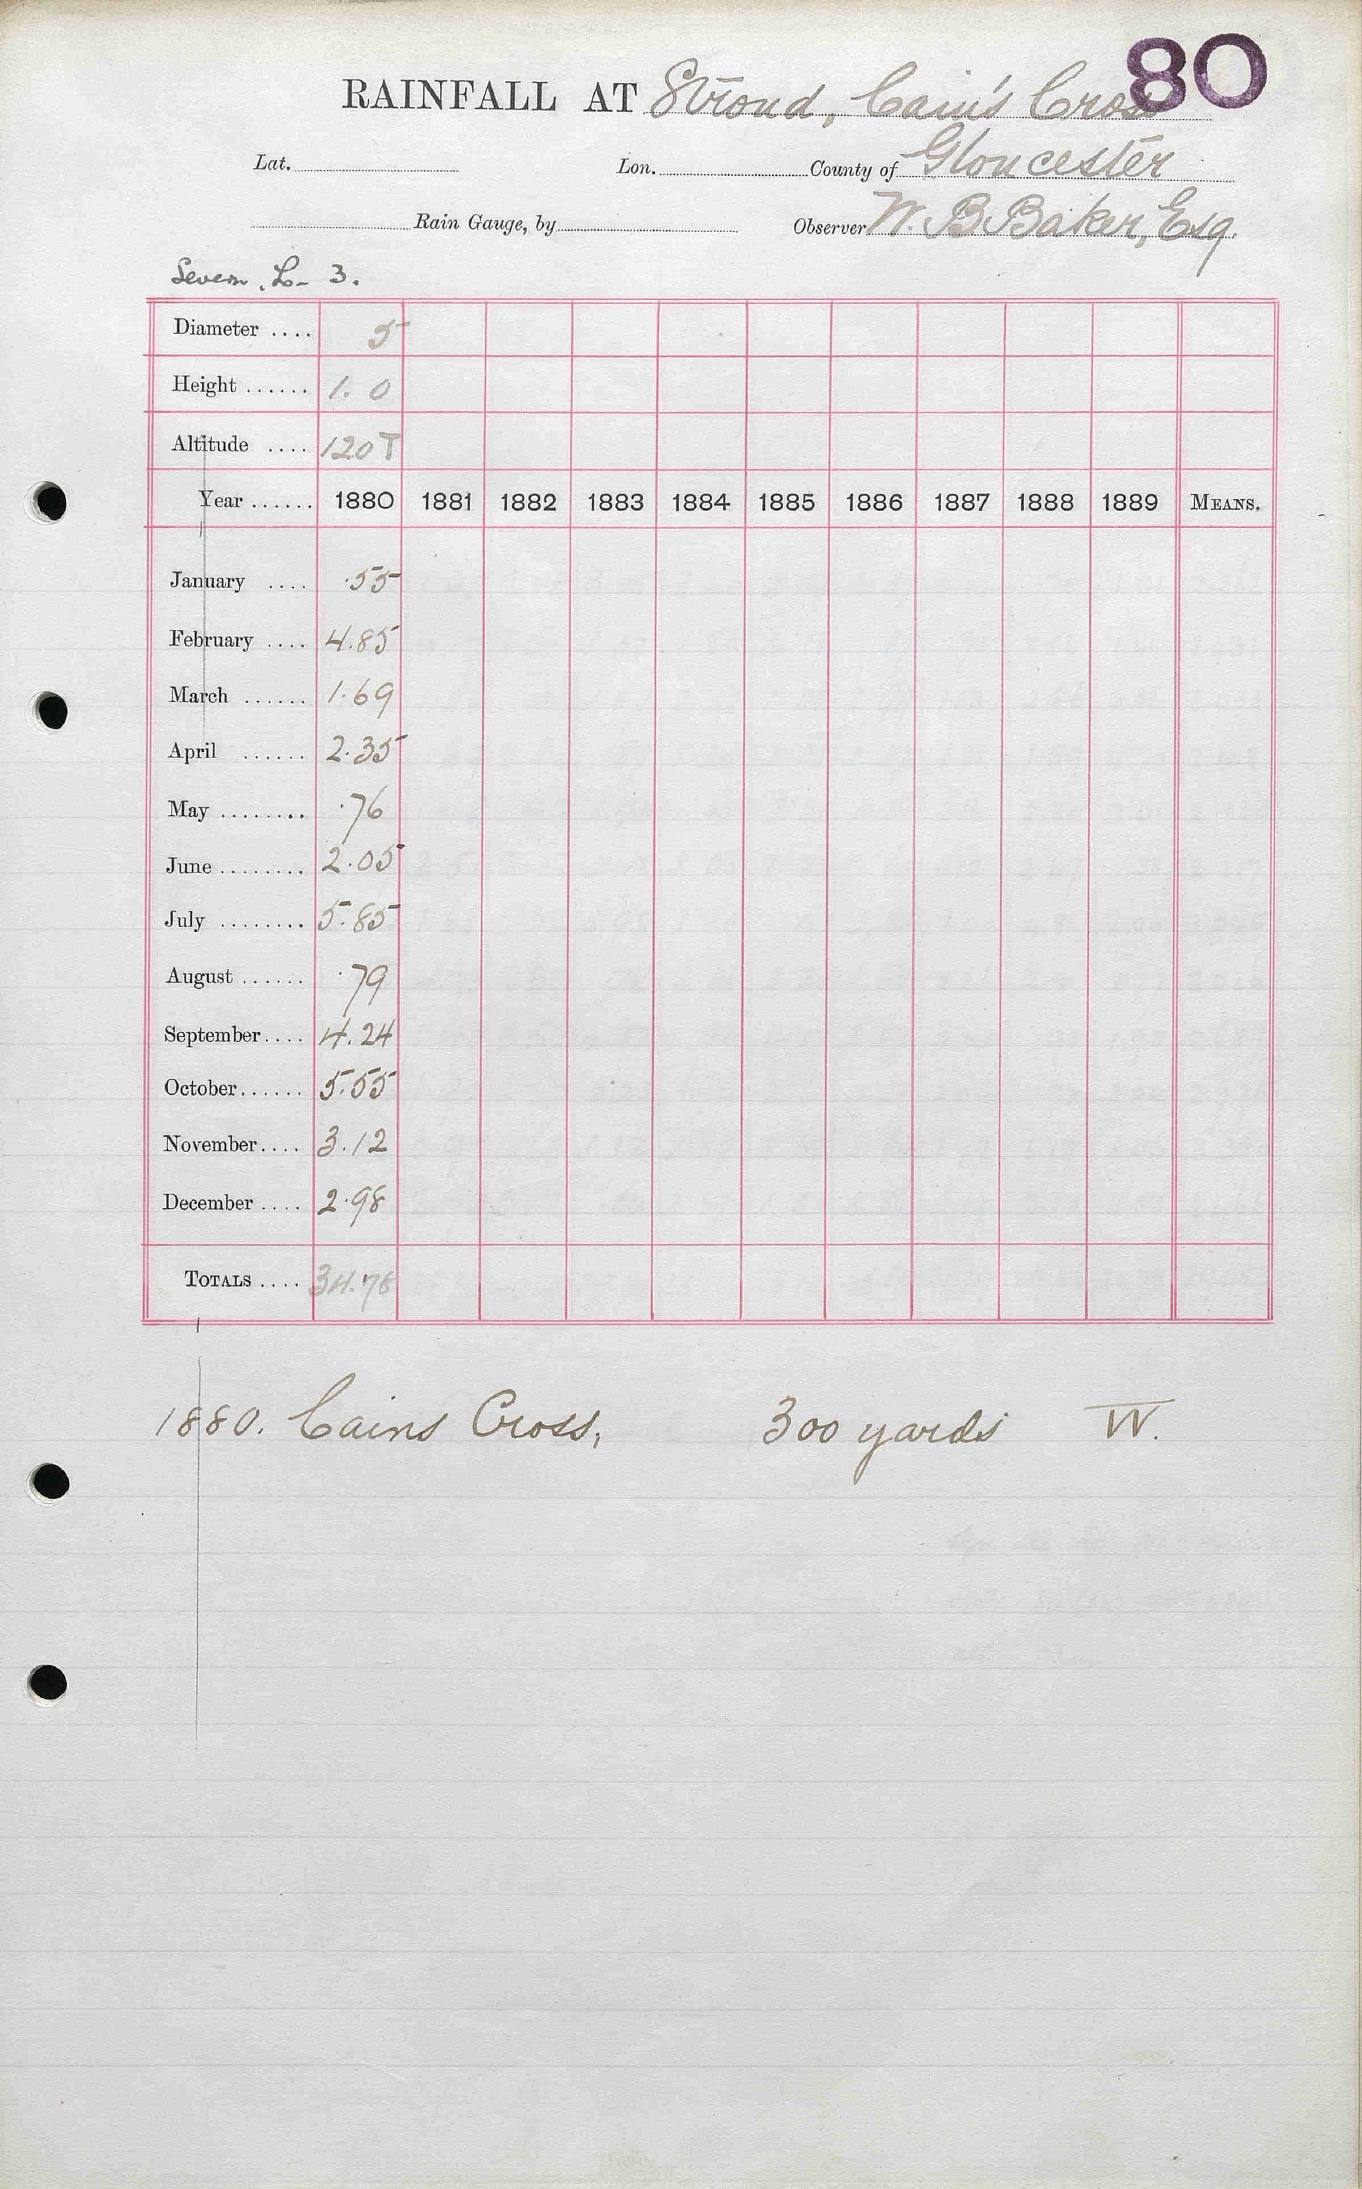 80
RAINFALL AT Stroud, Cain's Cross
Lat. Lon. County of Gloucester
Rain Gauge, by Observer W. B. Baker, Esq.
Severn. L- 3.
Diameter .... 5
Height ...... 1. 0
Altitude .... 120 T
Year ...... 1880 1881 1882 1883 1884 1885 1886 1887 1888 1889 MEANS.
January .... .55
February .... 4.85
March ...... 1.69
April ...... 2.35
May ........ .76
June ........ 2.05
July ........ 5.85
August ...... .79
September .... 4.24
October ...... 5.55
November .... 3.12
December .... 2.98
TOTALS .... 34.78
1880. Cains Cross, 300 yards W.